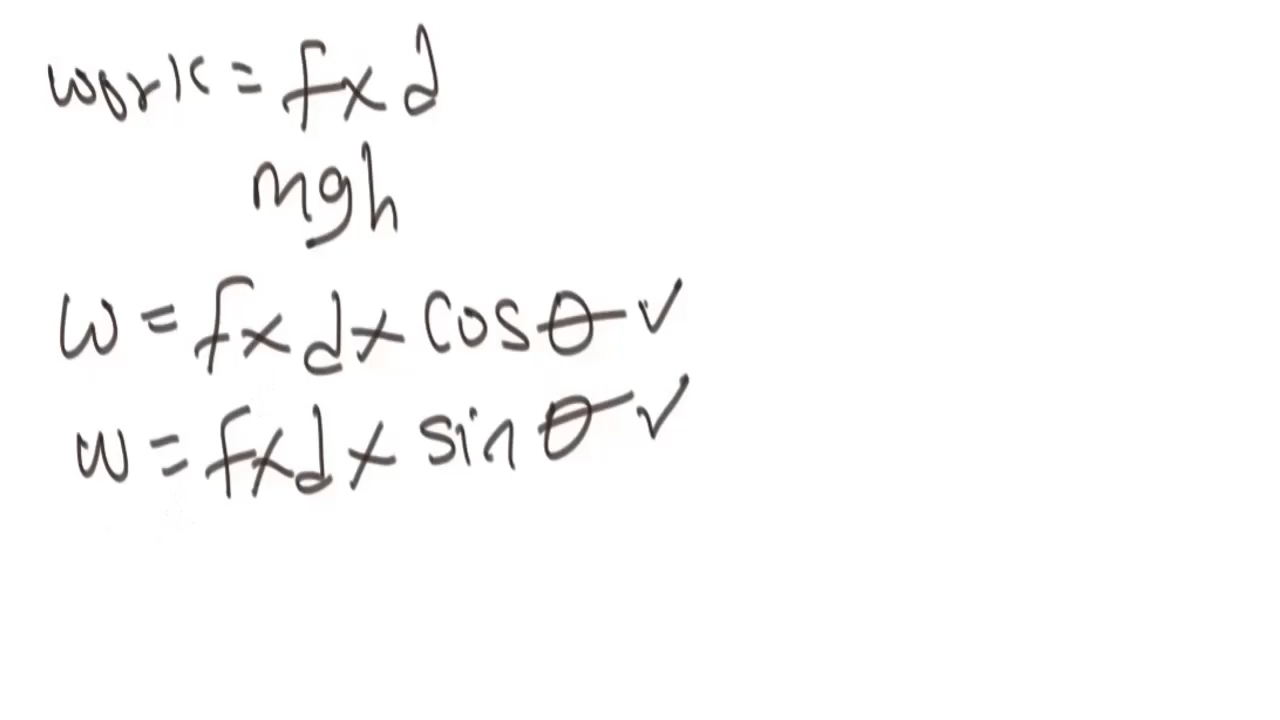 work = f x d
mgh
W = f x d x cos θ ✓
W = f x d x sin θ ✓